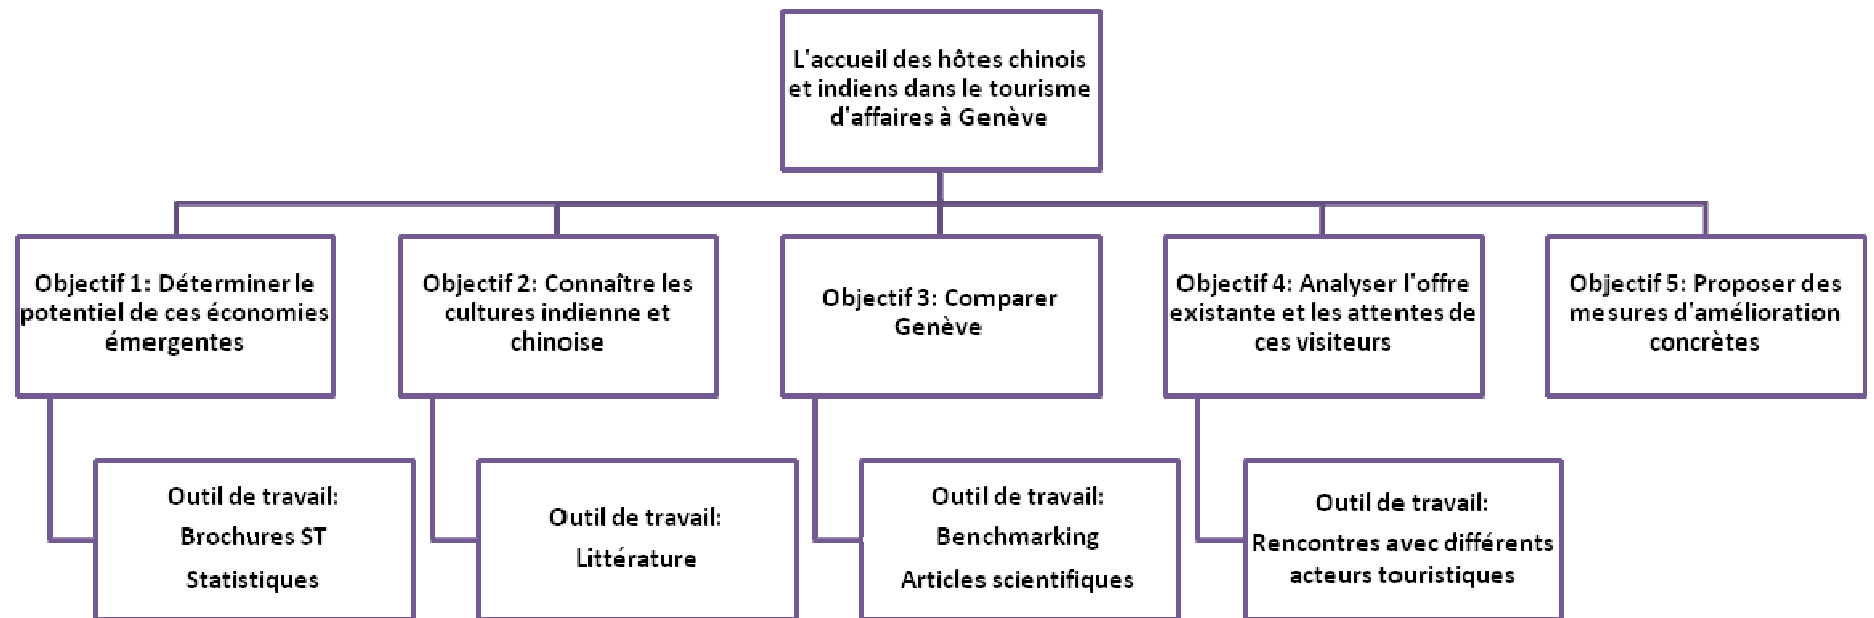 L'accueil des hôtes chinois
et indiens dans le tourisme
d'affaires à Genève
Objectif 1: Déterminer le
potentiel de ces économies
émergentes
Objectif 2: Connaître les
cultures indienne et
chinoise
Objectif 3: Comparer
Genève
Objectif 4: Analyser l'offre
existante et les attentes de
ces visiteurs
Objectif 5: Proposer des
mesures d'amélioration
concrètes
Outil de travail:
Brochures ST
Statistiques
Outil de travail:
Littérature
Outil de travail:
Benchmarking
Articles scientifiques
Outil de travail:
Rencontres avec différents
acteurs touristiques